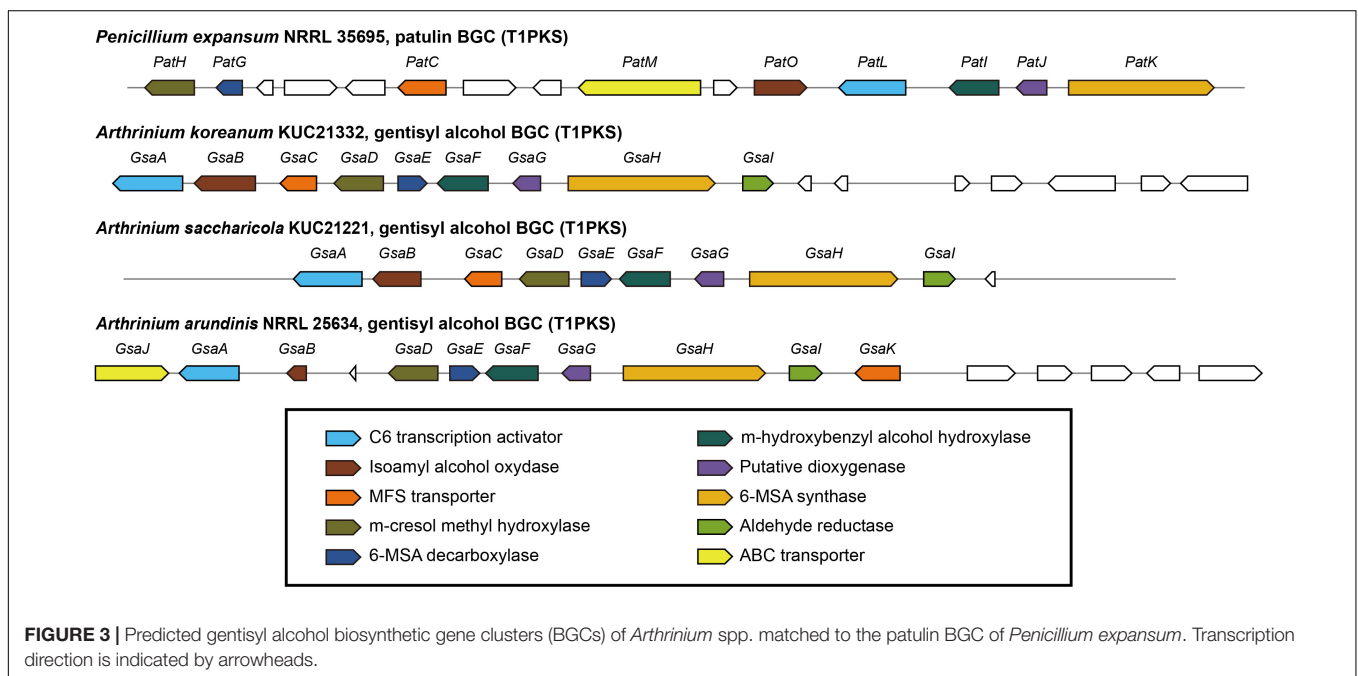 Penicillium expansum NRRL 35695, patulin BGC (T1PKS)
PatH PatG PatC PatM PatO PatL PatI PatJ PatK
Arthrinium koreanum KUC21332, gentisyl alcohol BGC (T1PKS)
GsaA GsaB GsaC GsaD GsaE GsaF GsaG GsaH GsaI
Arthrinium saccharicola KUC21221, gentisyl alcohol BGC (T1PKS)
GsaA GsaB GsaC GsaD GsaE GsaF GsaG GsaH GsaI
Arthrinium arundinis NRRL 25634, gentisyl alcohol BGC (T1PKS)
GsaJ GsaA GsaB GsaD GsaE GsaF GsaG GsaH GsaI GsaK
C6 transcription activator
Isoamyl alcohol oxydase
MFS transporter
m-cresol methyl hydroxylase
6-MSA decarboxylase
m-hydroxybenzyl alcohol hydroxylase
Putative dioxygenase
6-MSA synthase
Aldehyde reductase
ABC transporter
FIGURE 3 | Predicted gentisyl alcohol biosynthetic gene clusters (BGCs) of Arthrinium spp. matched to the patulin BGC of Penicillium expansum. Transcription
direction is indicated by arrowheads.